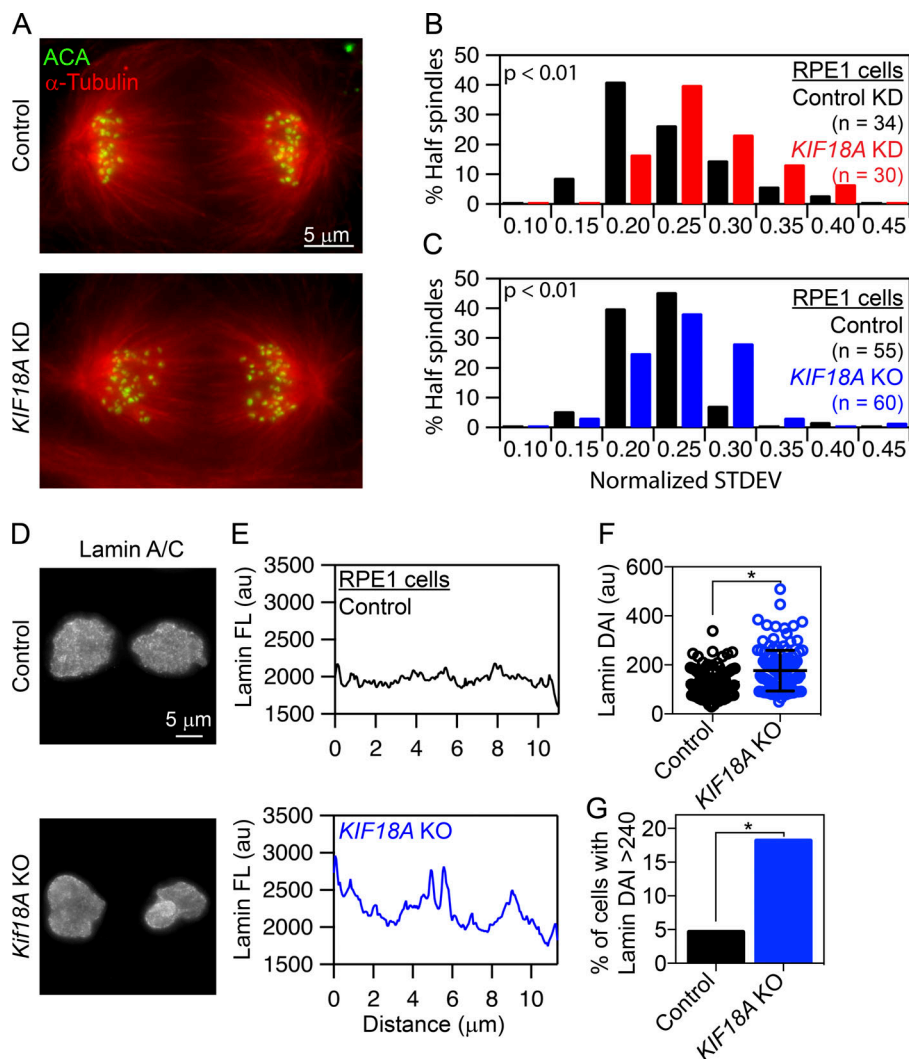 A
ACA
α-Tubulin
Control
5 μm
KIF18A KD
B
50
40
30
20
10
0
% Half spindles
p < 0.01
RPE1 cells
Control KD
(n = 34)
KIF18A KD
(n = 30)
0.10 0.15 0.20 0.25 0.30 0.35 0.40 0.45
C
50
40
30
20
10
0
% Half spindles
p < 0.01
RPE1 cells
Control
(n = 55)
KIF18A KO
(n = 60)
0.10 0.15 0.20 0.25 0.30 0.35 0.40 0.45
Normalized STDEV
D
Lamin A/C
Control
5 μm
Kif18A KO
E
3500
3000
2500
2000
1500
Lamin FL (au)
RPE1 cells
Control
0 2 4 6 8 10
3500
3000
2500
2000
1500
Lamin FL (au)
KIF18A KO
0 2 4 6 8 10
Distance (μm)
F
600
400
200
0
Lamin DAI (au)
*
Control
KIF18A KO
G
20
15
10
5
0
% of cells with
Lamin DAI >240
*
Control
KIF18A KO